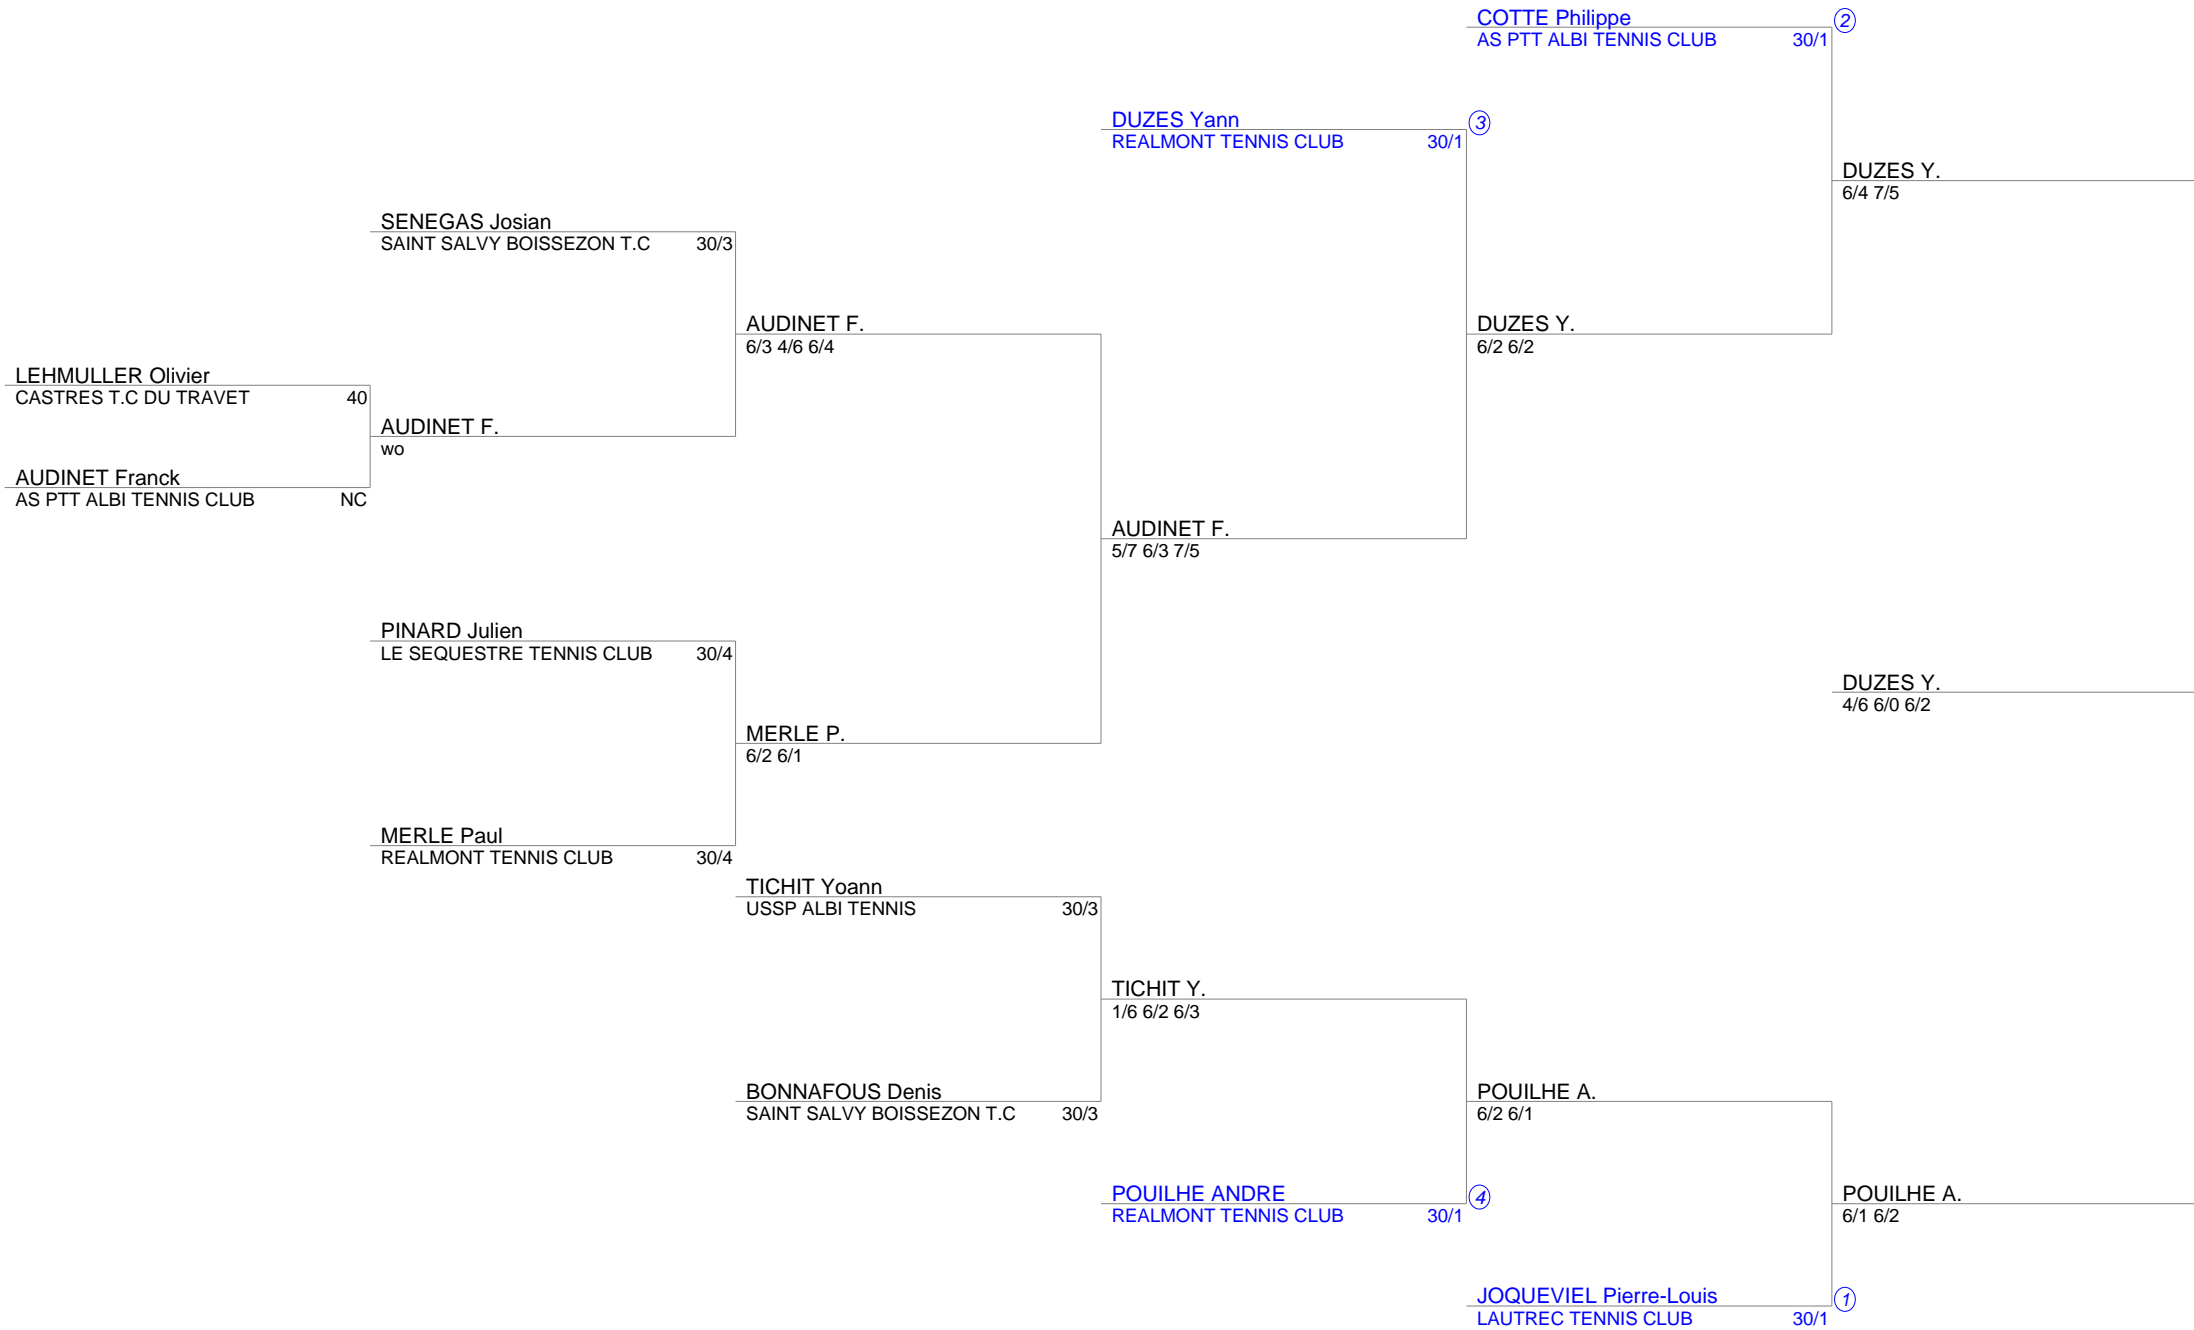 COTTE Philippe 2
AS PTT ALBI TENNIS CLUB 30/1
DUZES Yann 3
REALMONT TENNIS CLUB 30/1
DUZES Y.
6/4 7/5
SENEGAS Josian
SAINT SALVY BOISSEZON T.C 30/3
AUDINET F.
6/3 4/6 6/4
DUZES Y.
6/2 6/2
LEHMULLER Olivier
CASTRES T.C DU TRAVET 40
AUDINET F.
wo
AUDINET Franck
AS PTT ALBI TENNIS CLUB NC
AUDINET F.
5/7 6/3 7/5
PINARD Julien
LE SEQUESTRE TENNIS CLUB 30/4
DUZES Y.
4/6 6/0 6/2
MERLE P.
6/2 6/1
MERLE Paul
REALMONT TENNIS CLUB 30/4
TICHIT Yoann
USSP ALBI TENNIS 30/3
TICHIT Y.
1/6 6/2 6/3
BONNAFOUS Denis
SAINT SALVY BOISSEZON T.C 30/3
POUILHE A.
6/2 6/1
POUILHE ANDRE 4
REALMONT TENNIS CLUB 30/1
POUILHE A.
6/1 6/2
JOQUEVIEL Pierre-Louis 1
LAUTREC TENNIS CLUB 30/1